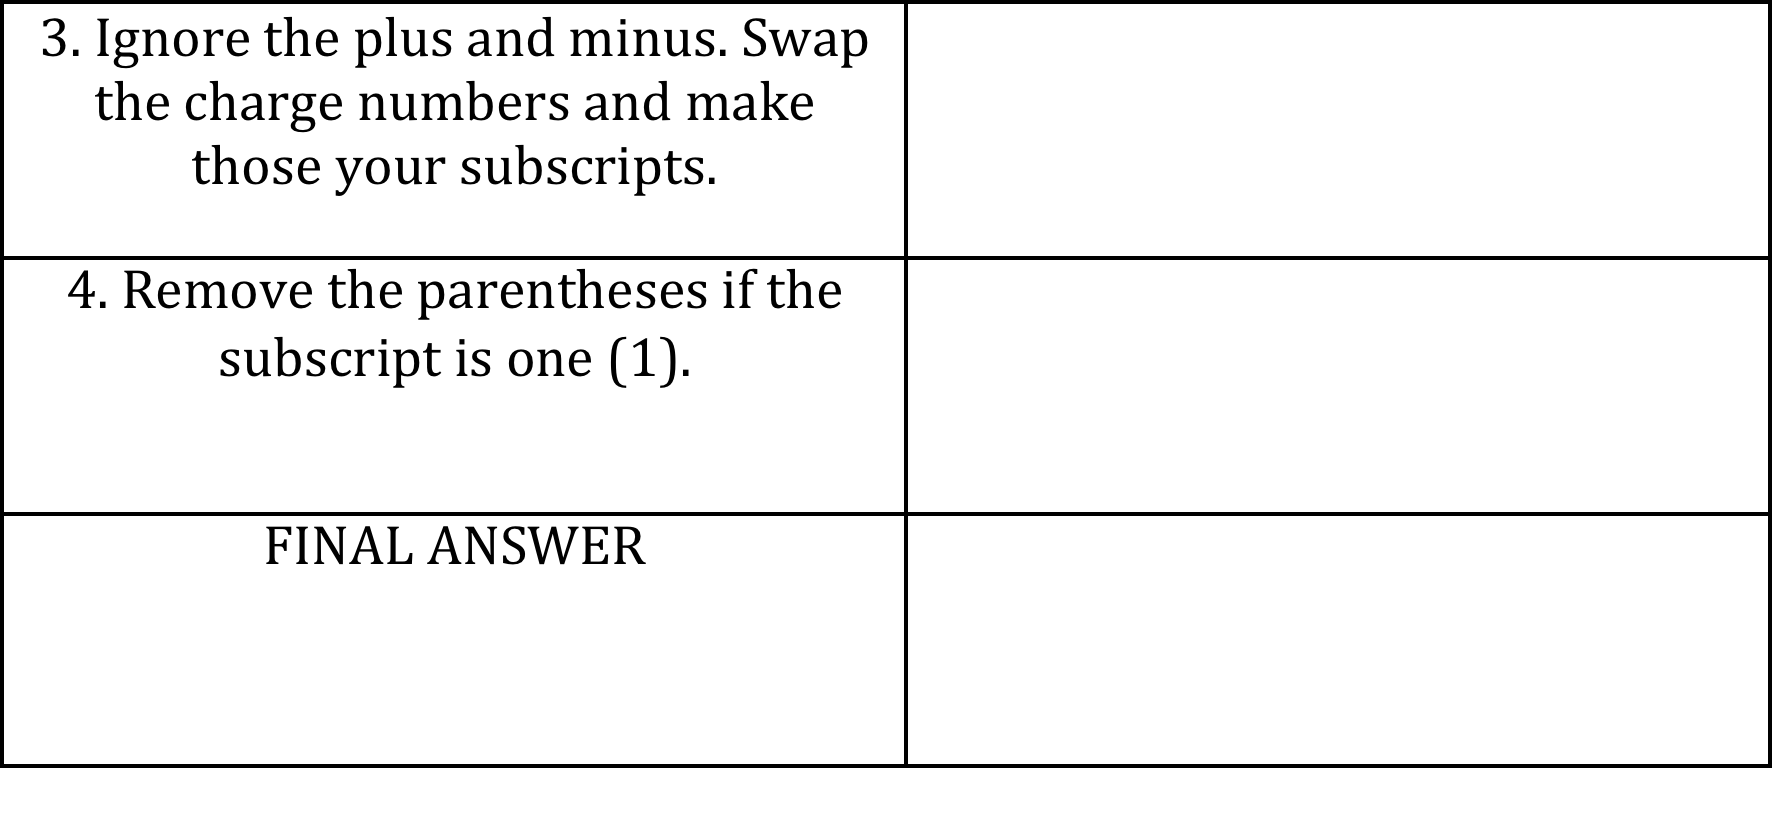 3. Ignore the plus and minus. Swap
the charge numbers and make
those your subscripts.
4. Remove the parentheses if the
subscript is one (1).
FINAL ANSWER